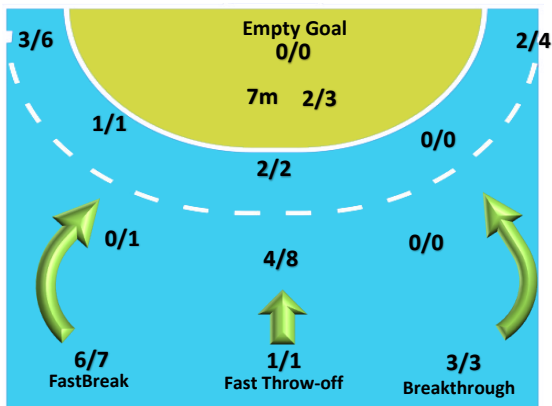 Empty Goal
0/0
3/6
2/4
7m 2/3
1/1
0/0
2/2
0/1
0/0
4/8
6/7
1/1
3/3
FastBreak
Fast Throw-off
Breakthrough